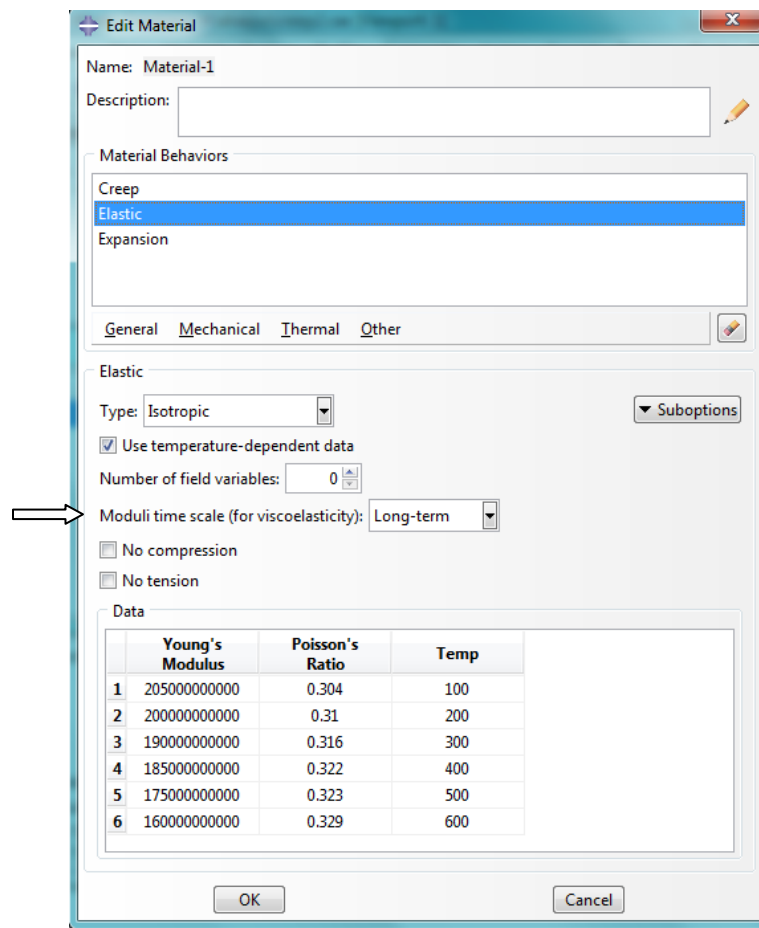 Edit Material
Name: Material-1
Description:
Material Behaviors
Creep
Elastic
Expansion
General Mechanical Thermal Other
Elastic
Type: Isotropic
Suboptions
Use temperature-dependent data
Number of field variables: 0
Moduli time scale (for viscoelasticity): Long-term
No compression
No tension
Data
Young's Modulus Poisson's Ratio Temp
1 205000000000 0.304 100
2 200000000000 0.31 200
3 190000000000 0.316 300
4 185000000000 0.322 400
5 175000000000 0.323 500
6 160000000000 0.329 600
OK Cancel